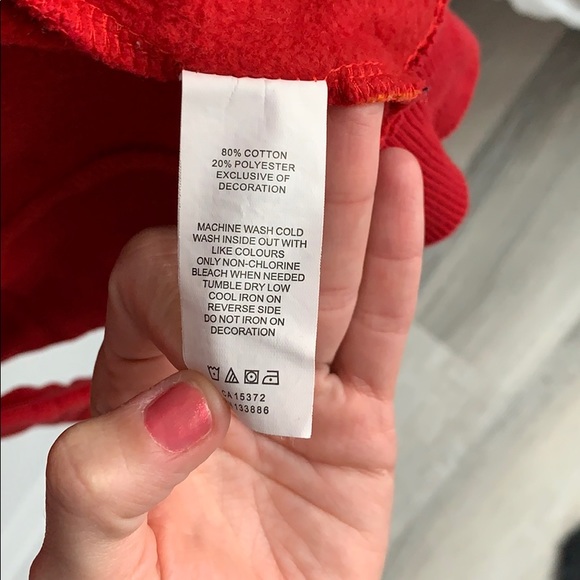 80% COTTON
20% POLYESTER
EXCLUSIVE OF
DECORATION
MACHINE WASH COLD
WASH INSIDE OUT WITH
LIKE COLOURS
ONLY NON-CHLORINE
BLEACH WHEN NEEDED
TUMBLE DRY LOW
COOL IRON ON
REVERSE SIDE
DO NOT IRON ON
DECORATION
CA15372
133886